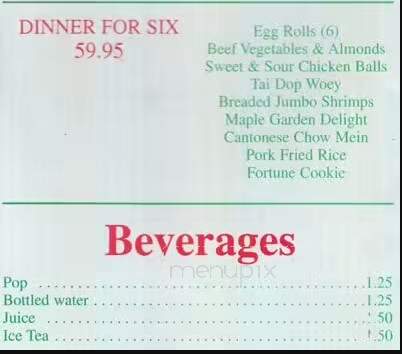 DINNER FOR SIX
59.95
Egg Rolls (6)
Beef Vegetables & Almonds
Sweet & Sour Chicken Balls
Tai Dop Woey
Breaded Jumbo Shrimps
Maple Garden Delight
Cantonese Chow Mein
Pork Fried Rice
Fortune Cookie
Beverages
menupix
Pop ........................................ 1.25
Bottled water ........................................ 1.25
Juice ........................................ .50
Ice Tea ........................................ .50